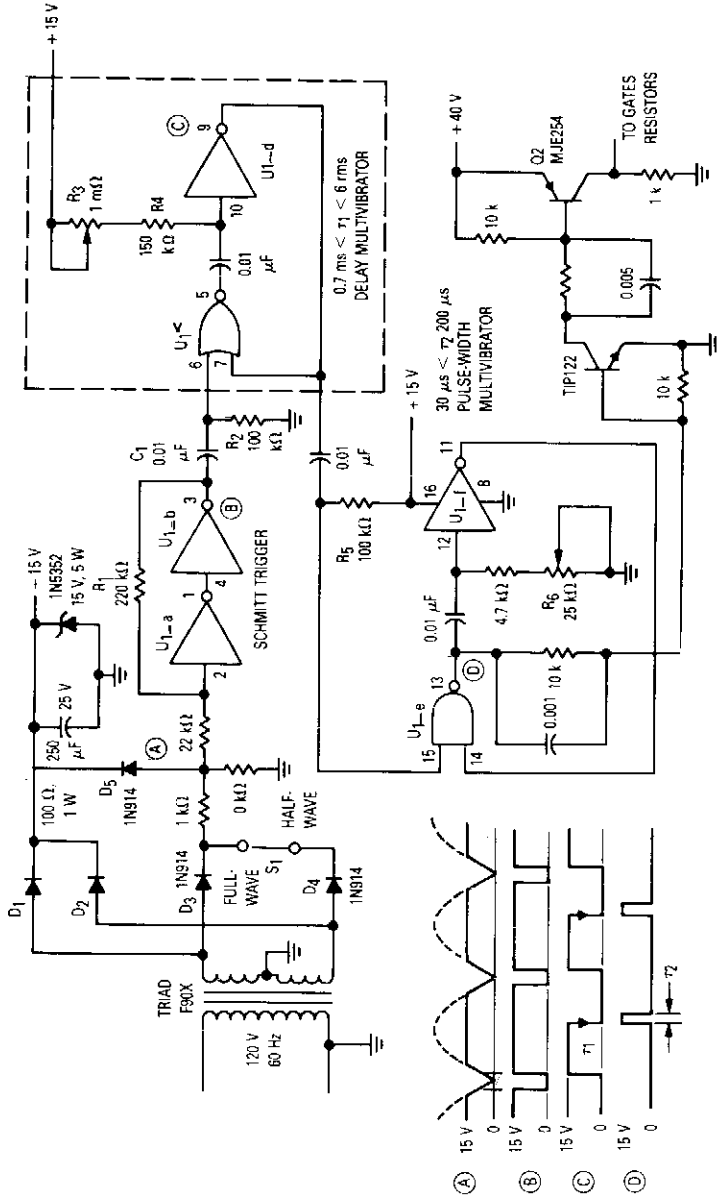 TRIAD
F90X
120 V
60 Hz
D1
D2
D3
1N914
FULL-
WAVE
S1
HALF-
WAVE
D4
1N914
100 Ω,
1 W
D5
1N914
Ⓐ
250
μF
25 V
+ 15 V
1N5352
15 V, 5 W
1 kΩ
0 kΩ
22 kΩ
R1
220 kΩ
2
U1–a
1
4
U1–b
3
Ⓑ
SCHMITT TRIGGER
C1
0.01
μF
R2
100
kΩ
6
7
U1
5
0.01
μF
R3
1 mΩ
R4
150
kΩ
+ 15 V
10
U1–d
9
Ⓒ
0.7 ms < τ1 < 6 rms
DELAY MULTIVIBRATOR
0.01
μF
R5
100 kΩ
+ 15 V
30 μs < τ2 200 μs
PULSE-WIDTH
MULTIVIBRATOR
15
14
U1–e
13
Ⓓ
0.01 μF
12
16
U1–f
8
11
4.7 kΩ
R6
25 kΩ
0.001
10 k
TIP122
10 k
10 k
0.005
+ 40 V
Q2
MJE254
TO GATES
RESISTORS
1 k
Ⓐ
15 V
0
Ⓑ
15 V
0
Ⓒ
15 V
0
τ1
Ⓓ
15 V
0
τ2